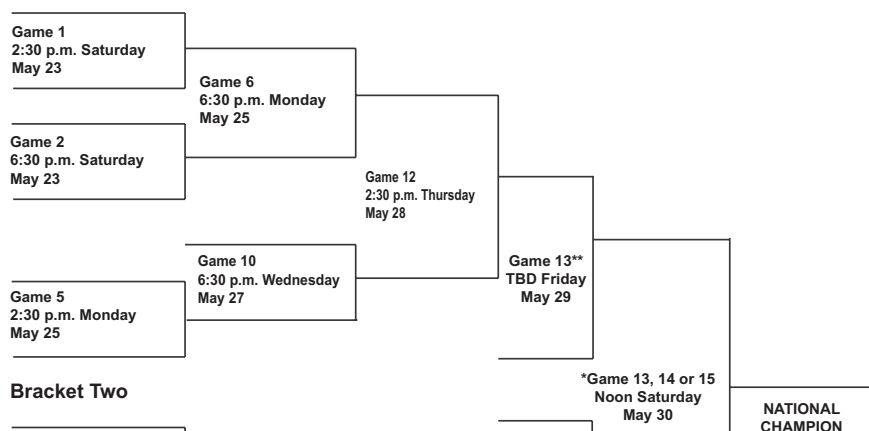 Game 1
2:30 p.m. Saturday
May 23
Game 6
6:30 p.m. Monday
May 25
Game 2
6:30 p.m. Saturday
May 23
Game 12
2:30 p.m. Thursday
May 28
Game 10
6:30 p.m. Wednesday
May 27
Game 13**
TBD Friday
May 29
Game 5
2:30 p.m. Monday
May 25
*Game 13, 14 or 15
Noon Saturday
May 30
Bracket Two
NATIONAL
CHAMPION